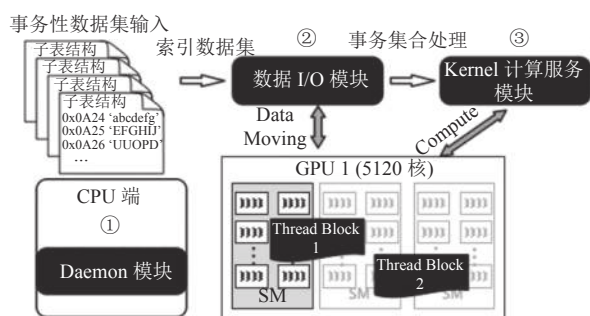 事务性数据集输入
子表结构
子表结构
子表结构
子表结构
0x0A24 ‘abcdefg’
0x0A25 ‘EFGHIJ’
0x0A26 ‘UUOPD’
…
索引数据集
②
数据 I/O 模块
事务集合处理
③
Kernel 计算服务
模块
Data
Moving
Compute
CPU 端
①
Daemon 模块
GPU 1 (5120 核)
Thread Block
1
Thread Block
2
SM
SM
SM